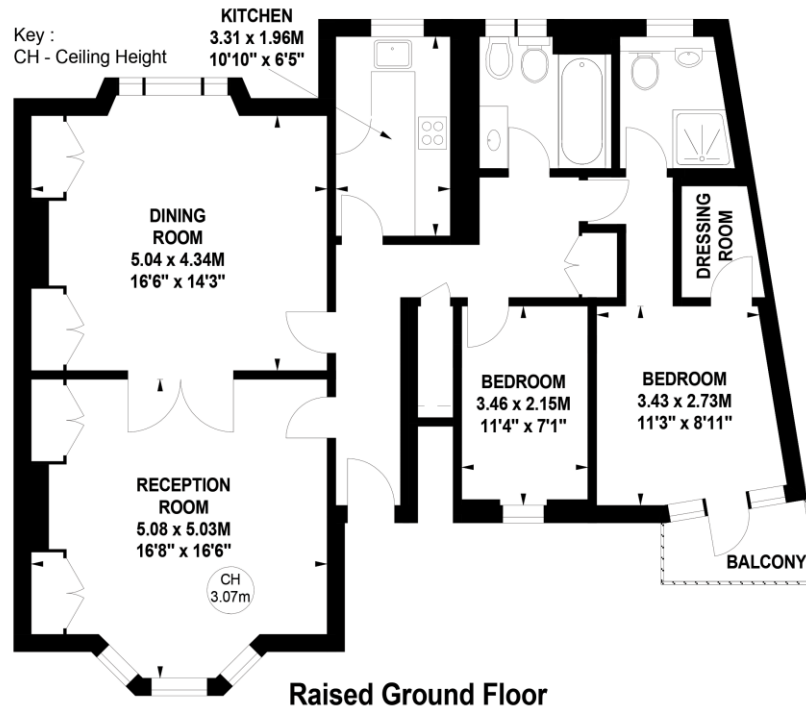 Key :
CH - Ceiling Height
KITCHEN
3.31 x 1.96M
10'10" x 6'5"
DINING
ROOM
5.04 x 4.34M
16'6" x 14'3"
DRESSING
ROOM
BEDROOM
3.46 x 2.15M
11'4" x 7'1"
BEDROOM
3.43 x 2.73M
11'3" x 8'11"
RECEPTION
ROOM
5.08 x 5.03M
16'8" x 16'6"
CH
3.07m
BALCONY
Raised Ground Floor